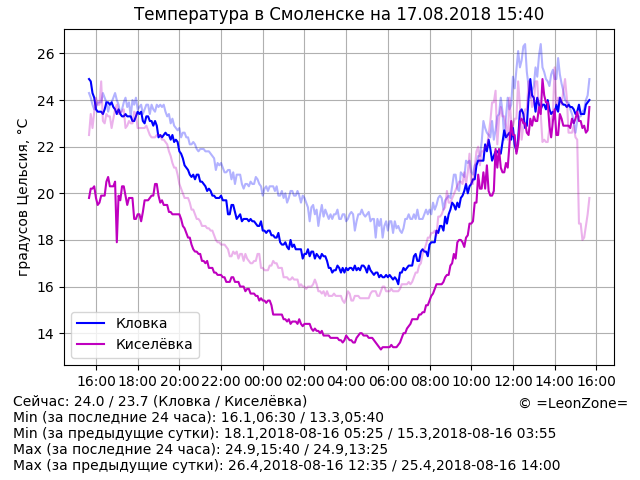 Температура в Смоленске на 17.08.2018 15:40
26
24
22
20
18
16
14
градусов Цельсия, °C
Кловка
Киселёвка
16:00 18:00 20:00 22:00 00:00 02:00 04:00 06:00 08:00 10:00 12:00 14:00 16:00
Сейчас: 24.0 / 23.7 (Кловка / Киселёвка)
© =LeonZone=
Min (за последние 24 часа): 16.1,06:30 / 13.3,05:40
Min (за предыдущие сутки): 18.1,2018-08-16 05:25 / 15.3,2018-08-16 03:55
Max (за последние 24 часа): 24.9,15:40 / 24.9,13:25
Max (за предыдущие сутки): 26.4,2018-08-16 12:35 / 25.4,2018-08-16 14:00